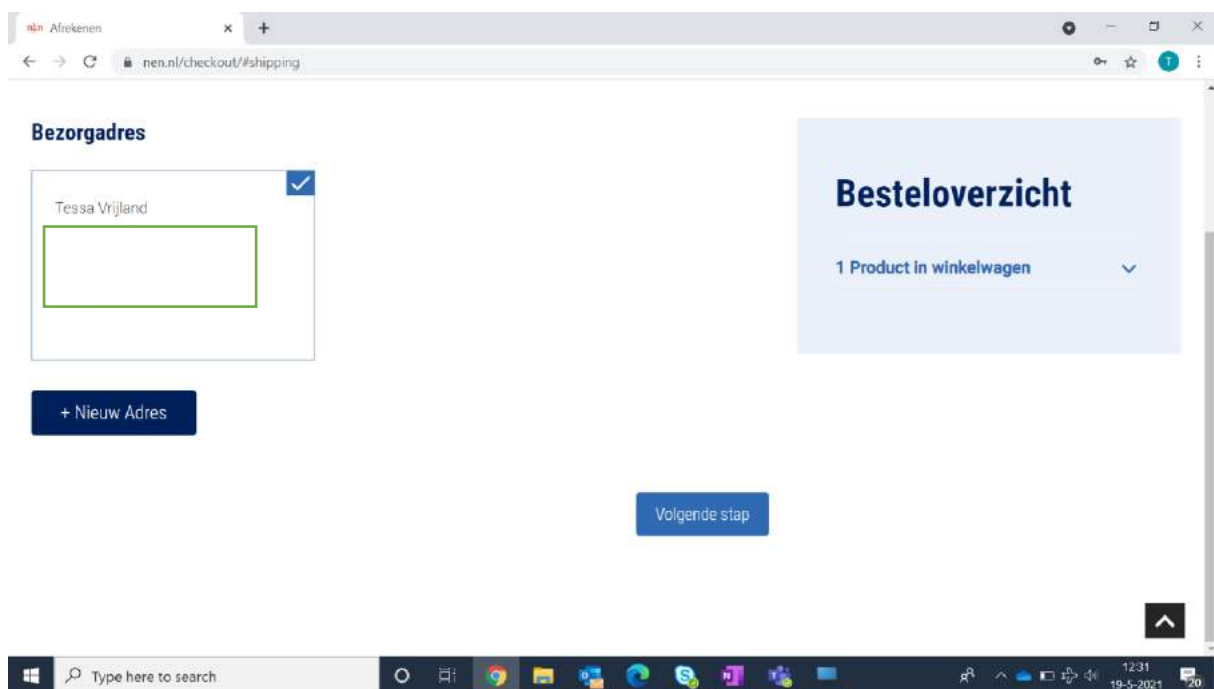 nen Afrekenen
nen.nl/checkout/#shipping
T
Bezorgadres
Tessa Vrijland
+ Nieuw Adres
Besteloverzicht
1 Product in winkelwagen
Volgende stap
Type here to search
12:31
19-5-2021
20